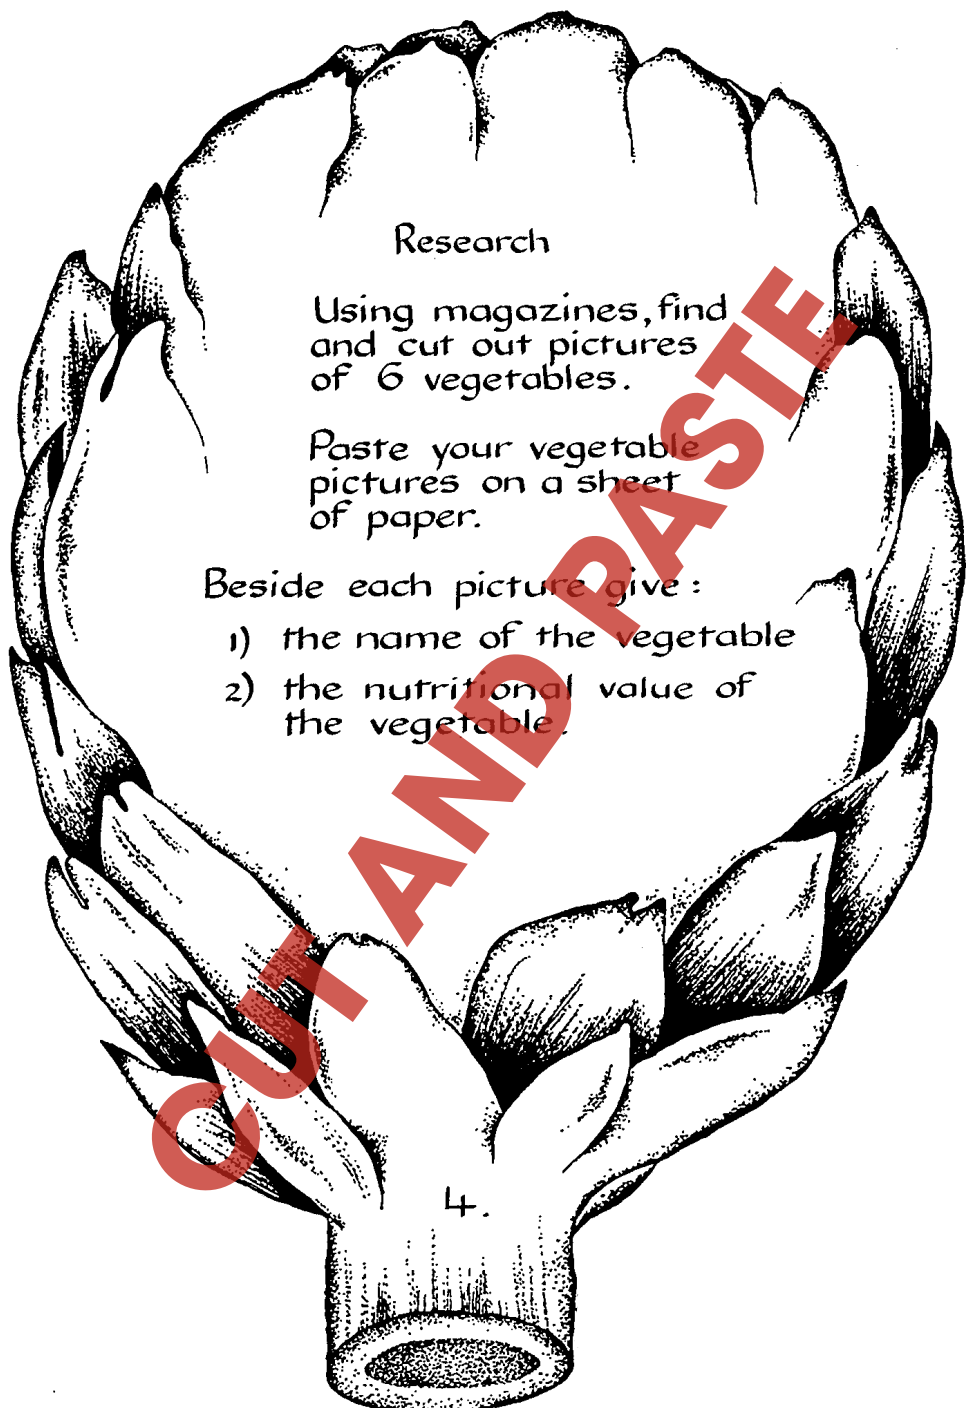 Research
Using magazines, find
and cut out pictures
of 6 vegetables.
Paste your vegetable
pictures on a sheet
of paper.
Beside each picture give:
1) the name of the vegetable
2) the nutritional value of
the vegetable.
CUT AND PASTE
4.